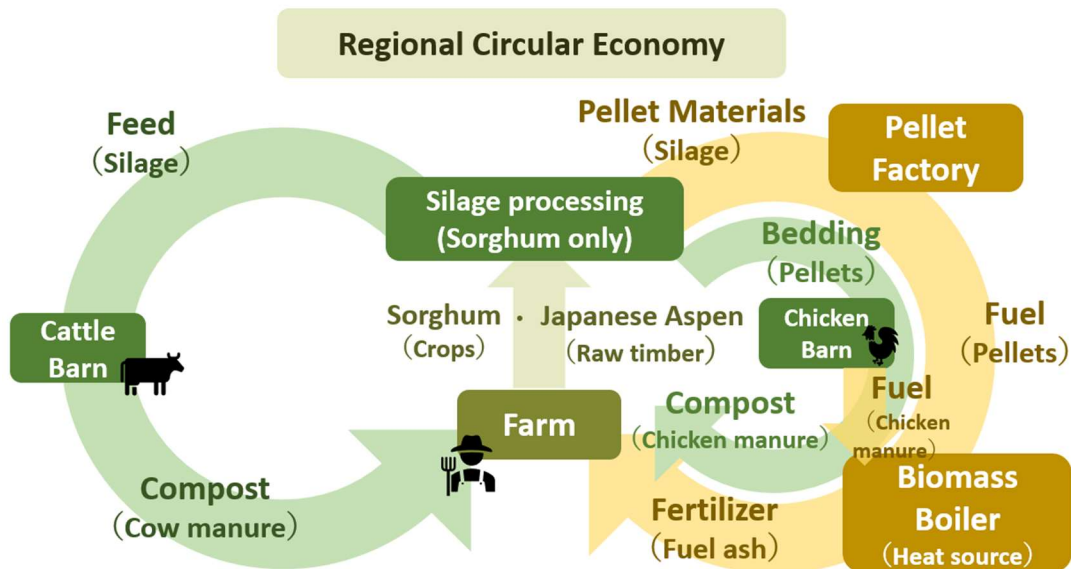 Regional Circular Economy
Feed
（Silage）
Pellet Materials
（Silage）
Pellet
Factory
Silage processing
(Sorghum only)
Bedding
（Pellets）
Cattle
Barn
Sorghum ・ Japanese Aspen
（Crops） （Raw timber）
Chicken
Barn
Fuel
（Pellets）
Farm
Compost
（Chicken manure）
Fuel
（Chicken
manure）
Compost
（Cow manure）
Fertilizer
（Fuel ash）
Biomass
Boiler
（Heat source）